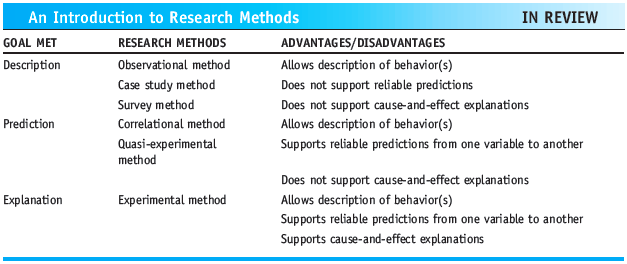 An Introduction to Research Methods IN REVIEW
GOAL MET RESEARCH METHODS ADVANTAGES/DISADVANTAGES
Description Observational method Allows description of behavior(s)
Case study method Does not support reliable predictions
Survey method Does not support cause-and-effect explanations
Prediction Correlational method Allows description of behavior(s)
Quasi-experimental Supports reliable predictions from one variable to another
method
Does not support cause-and-effect explanations
Explanation Experimental method Allows description of behavior(s)
Supports reliable predictions from one variable to another
Supports cause-and-effect explanations